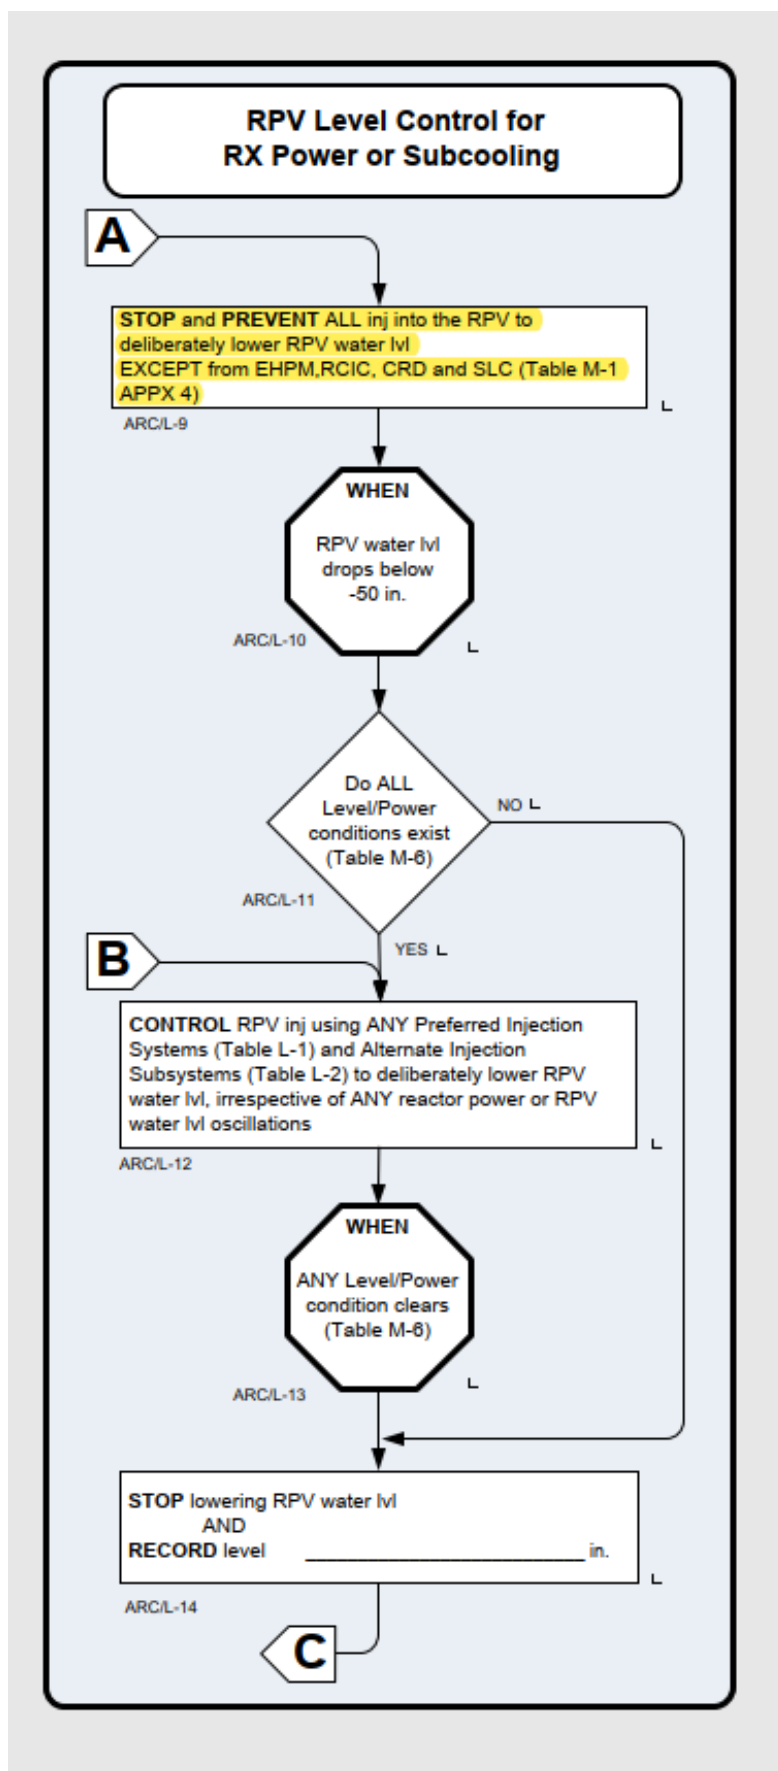 RPV Level Control for
RX Power or Subcooling
A
STOP and PREVENT ALL inj into the RPV to
deliberately lower RPV water lvl
EXCEPT from EHPM,RCIC, CRD and SLC (Table M-1
APPX 4)
ARC/L-9
WHEN
RPV water lvl
drops below
-50 in.
ARC/L-10
Do ALL
Level/Power
conditions exist
(Table M-6)
NO
ARC/L-11
YES
B
CONTROL RPV inj using ANY Preferred Injection
Systems (Table L-1) and Alternate Injection
Subsystems (Table L-2) to deliberately lower RPV
water lvl, irrespective of ANY reactor power or RPV
water lvl oscillations
ARC/L-12
WHEN
ANY Level/Power
condition clears
(Table M-6)
ARC/L-13
STOP lowering RPV water lvl
AND
RECORD level ____________________________ in.
ARC/L-14
C